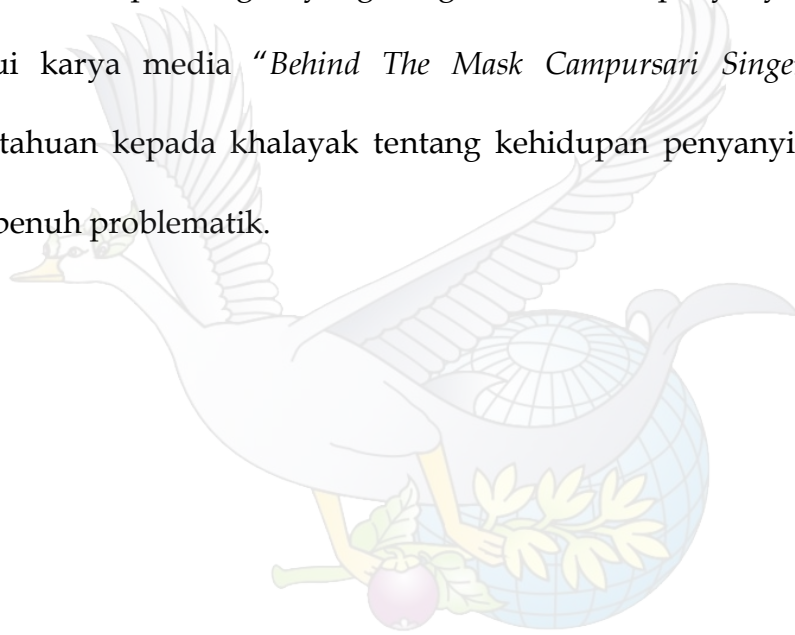 ui karya media “Behind The Mask Campursari Singe
tahuan kepada khalayak tentang kehidupan penyanyi
penuh problematik.